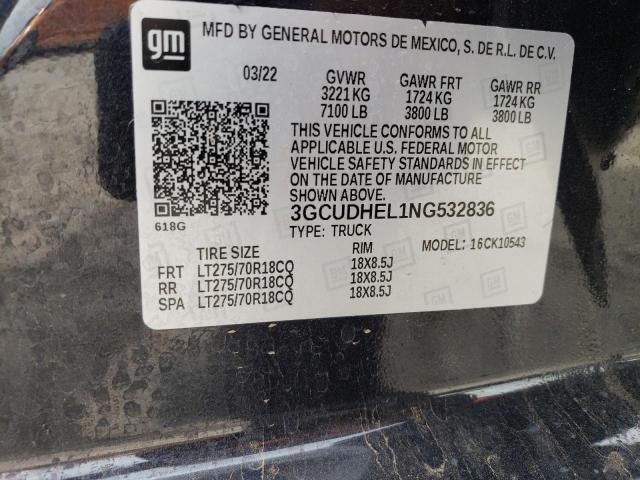 gm MFD BY GENERAL MOTORS DE MEXICO, S. DE R.L. DE C.V.
03/22 GVWR GAWR FRT GAWR RR
3221 KG 1724 KG 1724 KG
7100 LB 3800 LB 3800 LB
THIS VEHICLE CONFORMS TO ALL
APPLICABLE U.S. FEDERAL MOTOR
VEHICLE SAFETY STANDARDS IN EFFECT
ON THE DATE OF MANUFACTURE
SHOWN ABOVE.
3GCUDHEL1NG532836
618G
TYPE: TRUCK MODEL: 16CK10543
TIRE SIZE RIM
FRT LT275/70R18CQ 18X8.5J
RR LT275/70R18CQ 18X8.5J
SPA LT275/70R18CQ 18X8.5J